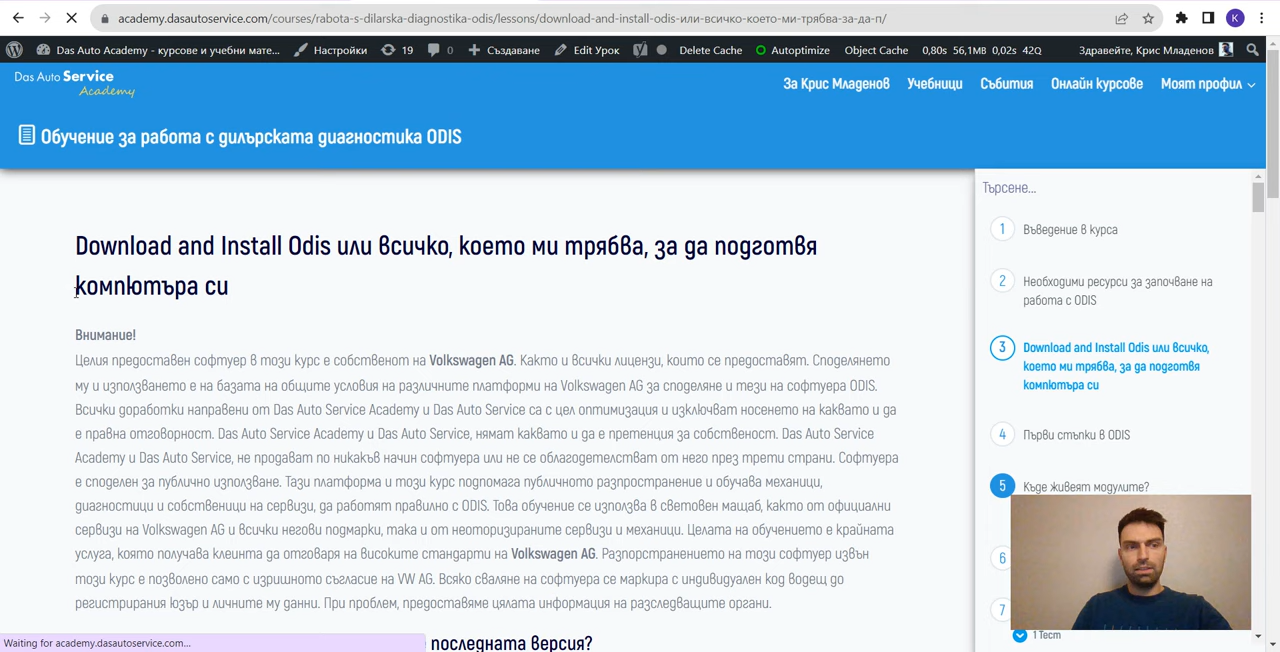 academy.dasautoservice.com/courses/rabota-s-dilarska-diagnostika-odis/lessons/download-and-install-odis-или-всичко-което-ми-трябва-за-да-п/
K
Das Auto Academy - курсове и учебни мате... Настройки 19 0 Създаване Edit Урок Delete Cache Autoptimize Object Cache 0,80s 56,1MB 0,02s 42Q Здравейте, Крис Младенов
Das Auto Service
Academy
За Крис Младенов Учебници Събития Онлайн курсове Моят профил
Обучение за работа с дилърската диагностика ODIS
Download and Install Odis или всичко, което ми трябва, за да подготвя
компютъра си
Внимание!
Целия предоставен софтуер в този курс е собственот на Volkswagen AG. Както и всички лицензи, които се предоставят. Споделянето
му и използването е на базата на общите условия на различните платформи на Volkswagen AG за споделяне и тези на софтуера ODIS.
Всички доработки направени от Das Auto Service Academy и Das Auto Service са с цел оптимизация и изключват носенето на каквато и да
е правна отговорност. Das Auto Service Academy и Das Auto Service, нямат каквато и да е претенция за собственост. Das Auto Service
Academy и Das Auto Service, не продават по никакъв начин софтуера или не се облагодетелстват от него през трети страни. Софтуера
е споделен за публично използване. Тази платформа и този курс подпомага публичното разпространение и обучава механици,
диагностици и собственици на сервизи, да работят правилно с ODIS. Това обучение се използва в световен мащаб, както от официални
сервизи на Volkswagen AG и всички негови подмарки, така и от неоторизираните сервизи и механици. Целата на обучението е крайната
услуга, която получава клеинта да отговаря на високите стандарти на Volkswagen AG. Разпорстранението на този софтуер извън
този курс е позволено само с изришното съгласие на VW AG. Всяко сваляне на софтуера се маркира с индивидуален код водещ до
регистрирания юзър и личните му данни. При проблем, предоставяме цялата информация на разследващите органи.
последната версия?
Waiting for academy.dasautoservice.com...
Търсене...
1 Въведение в курса
2 Необходими ресурси за започване на
работа с ODIS
3 Download and Install Odis или всичко,
което ми трябва, за да подготвя
компютъра си
4 Първи стъпки в ODIS
5 Къде живеят модулите?
6
7
1 Тест